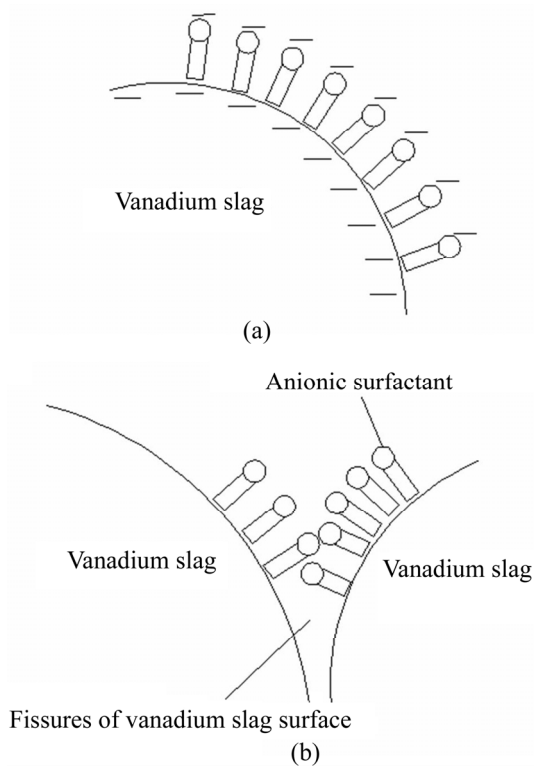 Vanadium slag
(a)
Anionic surfactant
Vanadium slag
Vanadium slag
Fissures of vanadium slag surface
(b)